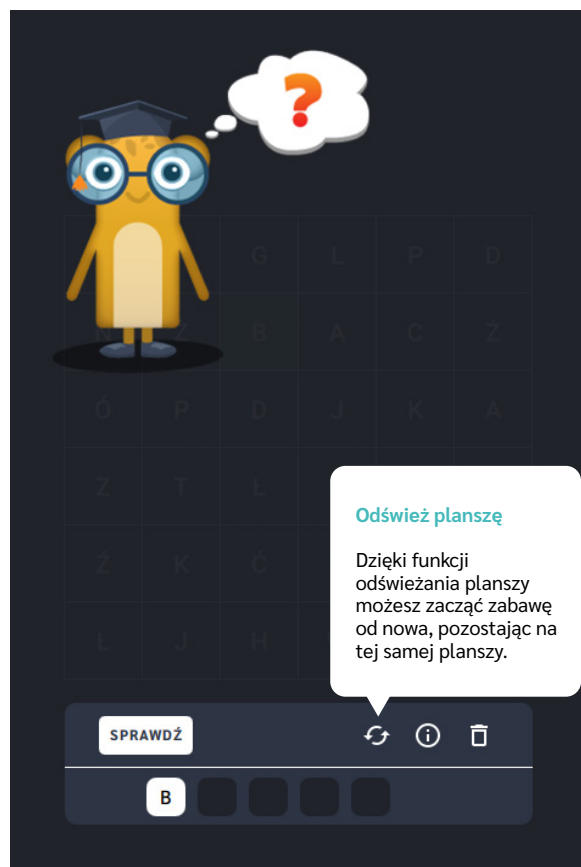 ?
G L P D
Z B A C Ż
Ó P D J K A
Z T Ł
Odśwież planszę
Dzięki funkcji
odświeżania planszy
możesz zacząć zabawę
od nowa, pozostając na
tej samej planszy.
Ź K Ć
Ł J H
SPRAWDŹ
B